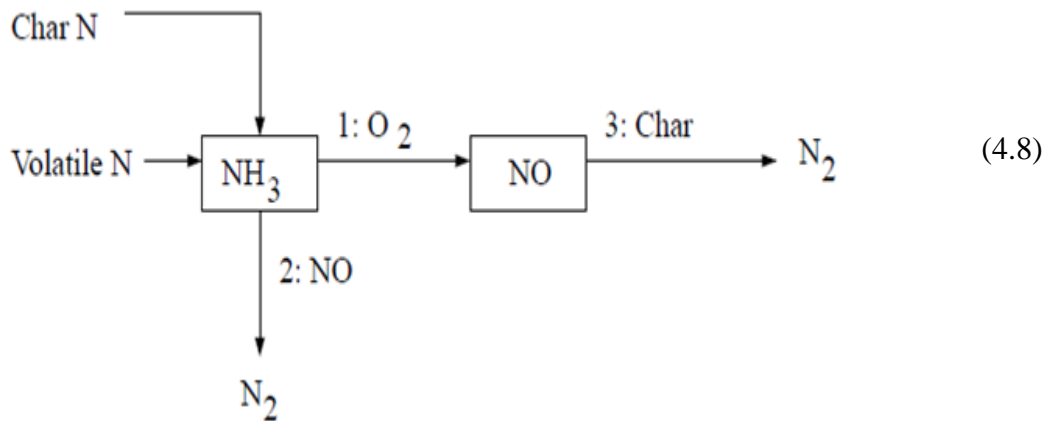 Char N
1: O2
3: Char
Volatile N
NH3
NO
N2
(4.8)
2: NO
N2